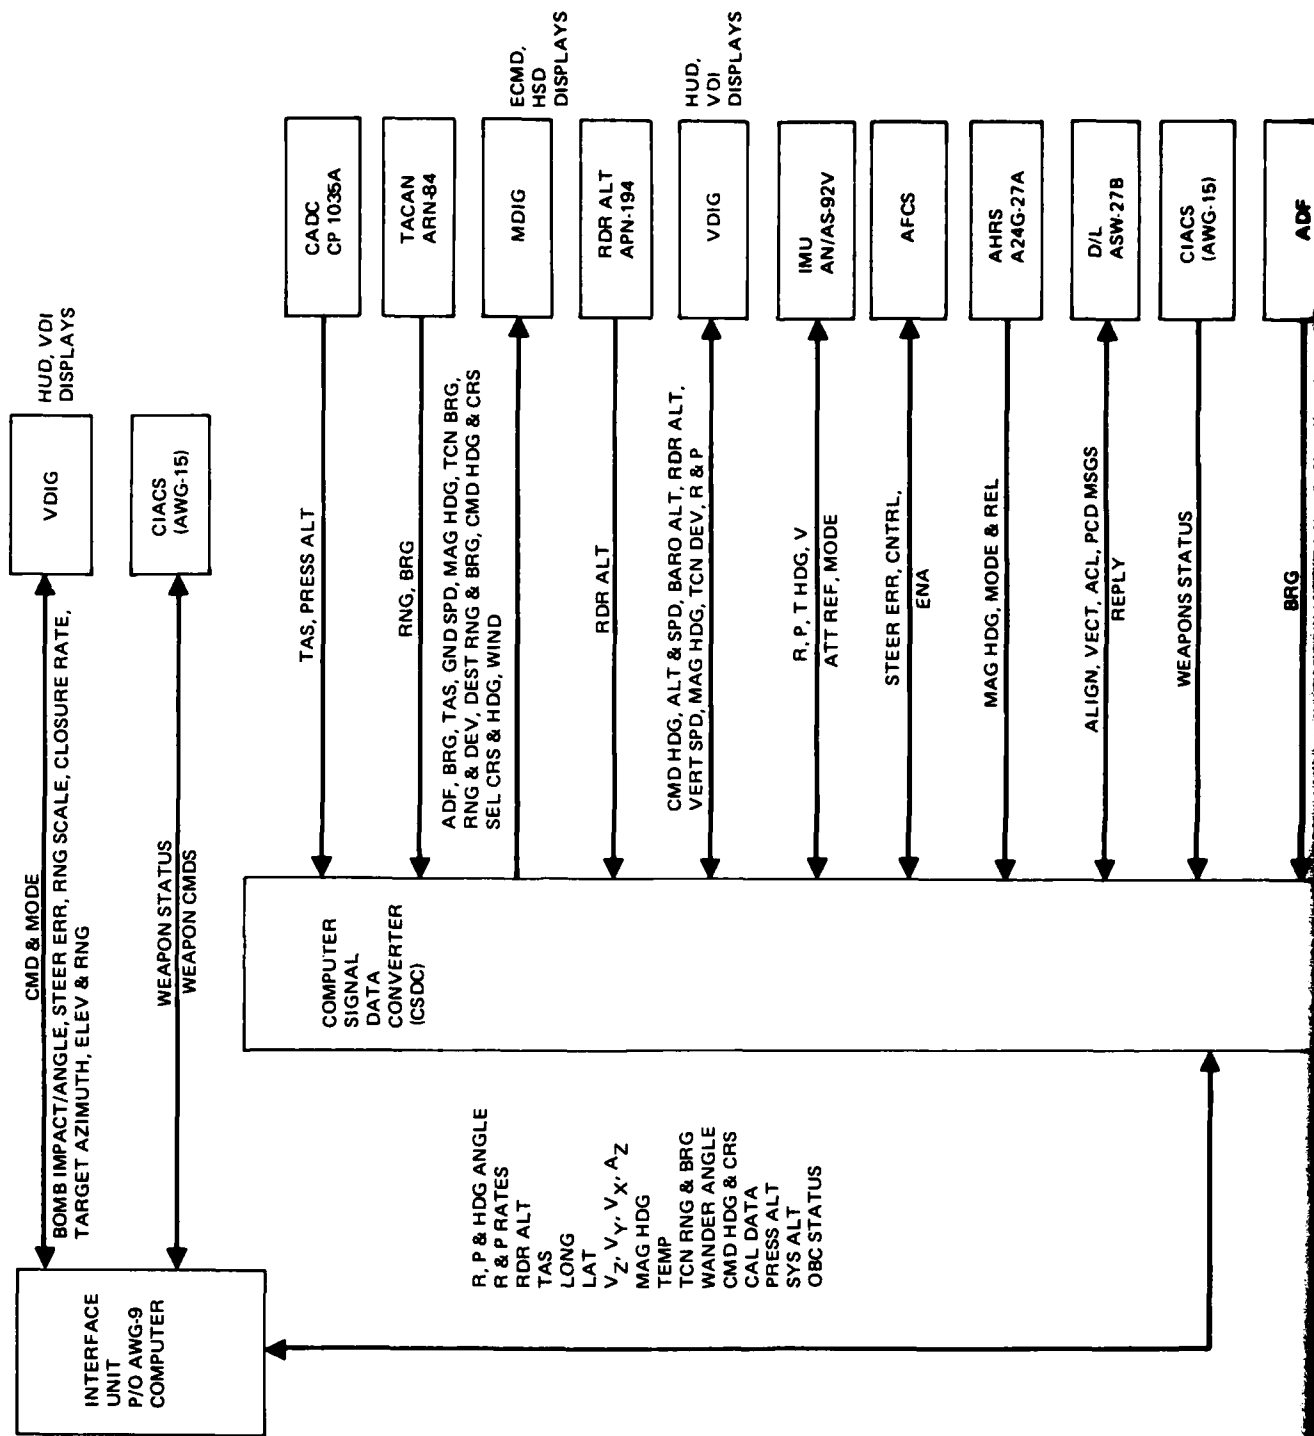 INTERFACE
UNIT
P/O AWG-9
COMPUTER
CMD & MODE
BOMB IMPACT/ANGLE, STEER ERR, RNG SCALE, CLOSURE RATE,
TARGET AZIMUTH, ELEV & RNG
VDIG
HUD, VDI
DISPLAYS
WEAPON STATUS
WEAPON CMDS
CIACS
(AWG-15)
R, P & HDG ANGLE
R & P RATES
RDR ALT
TAS
LONG
LAT
VZ, VY, VX, AZ
MAG HDG
TEMP
TCN RNG & BRG
WANDER ANGLE
CMD HDG & CRS
CAL DATA
PRESS ALT
SYS ALT
OBC STATUS
COMPUTER
SIGNAL
DATA
CONVERTER
(CSDC)
TAS, PRESS ALT
CADC
CP 1035A
RNG, BRG
TACAN
ARN-84
ADF, BRG, TAS, GND SPD, MAG HDG, TCN BRG,
RNG & DEV, DEST RNG & BRG, CMD HDG & CRS
SEL CRS & HDG, WIND
MDIG
ECMD,
HSD
DISPLAYS
RDR ALT
RDR ALT
APN-194
CMD HDG, ALT & SPD, BARO ALT, RDR ALT,
VERT SPD, MAG HDG, TCN DEV, R & P
VDIG
HUD,
VDI
DISPLAYS
R, P, T HDG, V
ATT REF, MODE
IMU
AN/AS-92V
STEER ERR, CNTRL,
ENA
AFCS
MAG HDG, MODE & REL
AHRS
A24G-27A
ALIGN, VECT, ACL, PCD MSGS
REPLY
D/L
ASW-27B
WEAPONS STATUS
CIACS
(AWG-15)
BRG
ADF